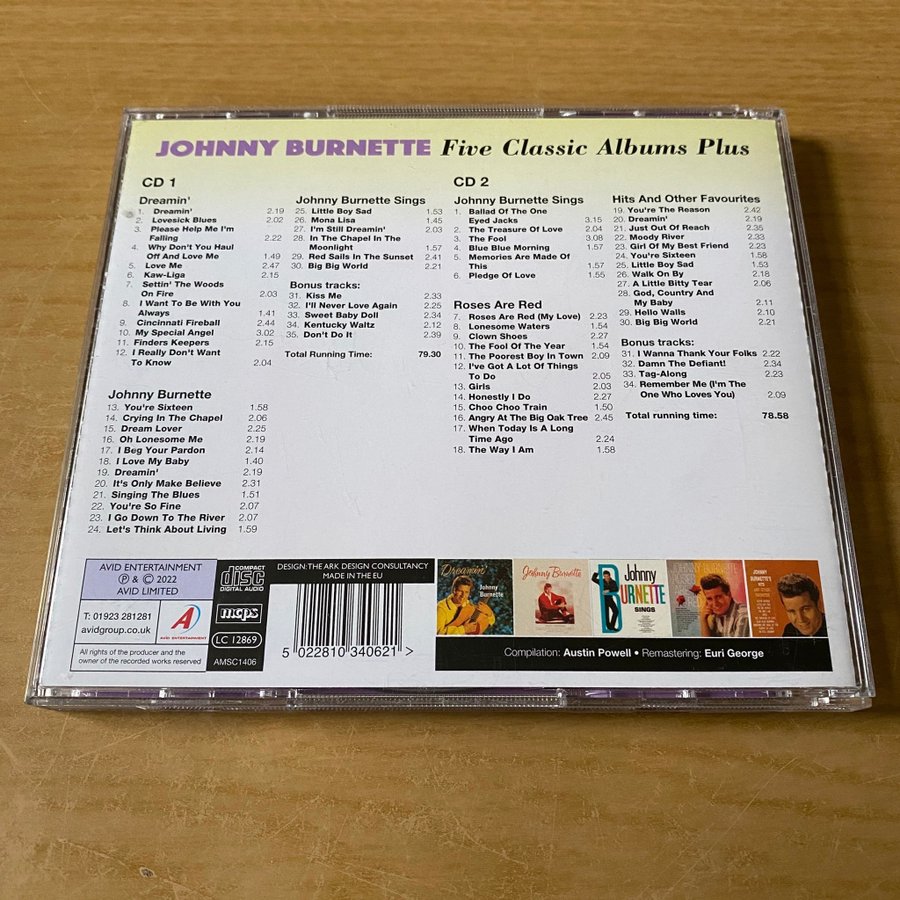 JOHNNY BURNETTE Five Classic Albums Plus
CD 1
Dreamin'
1. Dreamin' 2.19
2. Lovesick Blues 2.02
3. Please Help Me I'm
Falling 2.22
4. Why Don't You Haul
Off And Love Me 1.49
5. Love Me 2.47
6. Kaw-Liga 2.15
7. Settin' The Woods
On Fire 2.03
8. I Want To Be With You
Always 1.41
9. Cincinnati Fireball 2.44
10. My Special Angel 3.02
11. Finders Keepers 2.15
12. I Really Don't Want
To Know 2.04
Johnny Burnette
13. You're Sixteen 1.58
14. Crying In The Chapel 2.06
15. Dream Lover 2.25
16. Oh Lonesome Me 2.19
17. I Beg Your Pardon 2.14
18. I Love My Baby 1.40
19. Dreamin' 2.19
20. It's Only Make Believe 2.31
21. Singing The Blues 1.51
22. You're So Fine 2.07
23. I Go Down To The River 2.07
24. Let's Think About Living 1.59
Johnny Burnette Sings
25. Little Boy Sad 1.53
26. Mona Lisa 1.45
27. I'm Still Dreamin' 2.03
28. In The Chapel In The
Moonlight 1.57
29. Red Sails In The Sunset 2.41
30. Big Big World 2.21
Bonus tracks:
31. Kiss Me 2.33
32. I'll Never Love Again 2.25
33. Sweet Baby Doll 2.34
34. Kentucky Waltz 2.12
35. Don't Do It 2.39
Total Running Time: 79.30
CD 2
Johnny Burnette Sings
1. Ballad Of The One
Eyed Jacks 3.15
2. The Treasure Of Love 2.04
3. The Fool 3.08
4. Blue Blue Morning 1.57
5. Memories Are Made Of
This 1.57
6. Pledge Of Love 1.55
Roses Are Red
7. Roses Are Red (My Love) 2.23
8. Lonesome Waters 1.54
9. Clown Shoes 2.27
10. The Fool Of The Year 1.54
11. The Poorest Boy In Town 2.09
12. I've Got A Lot Of Things
To Do 2.05
13. Girls 2.03
14. Honestly I Do 2.27
15. Choo Choo Train 1.50
16. Angry At The Big Oak Tree 2.45
17. When Today Is A Long
Time Ago 2.24
18. The Way I Am 1.58
Hits And Other Favourites
19. You're The Reason 2.42
20. Dreamin' 2.19
21. Just Out Of Reach 2.35
22. Moody River 2.33
23. Girl Of My Best Friend 2.23
24. You're Sixteen 1.58
25. Little Boy Sad 1.53
26. Walk On By 2.18
27. A Little Bitty Tear 2.06
28. God, Country And
My Baby 2.11
29. Hello Walls 2.10
30. Big Big World 2.21
Bonus tracks:
31. I Wanna Thank Your Folks 2.22
32. Damn The Defiant! 2.34
33. Tag-Along 2.23
34. Remember Me (I'm The
One Who Loves You) 2.09
Total running time: 78.58
AVID ENTERTAINMENT
Ⓟ & © 2022
AVID LIMITED
T: 01923 281281
avidgroup.co.uk
AVID ENTERTAINMENT
All rights of the producer and the
owner of the recorded works reserved
COMPACT
disc
DIGITAL AUDIO
mcps
LC 12869
AMSC1406
DESIGN: THE ARK DESIGN CONSULTANCY
MADE IN THE EU
5 022810 340621 >
Dreamin'
Johnny
Burnette
Johnny Burnette
Johnny
BURNETTE
SINGS
JOHNNY BURNETTE
JOHNNY
BURNETTE'S
HITS
Compilation: Austin Powell • Remastering: Euri George